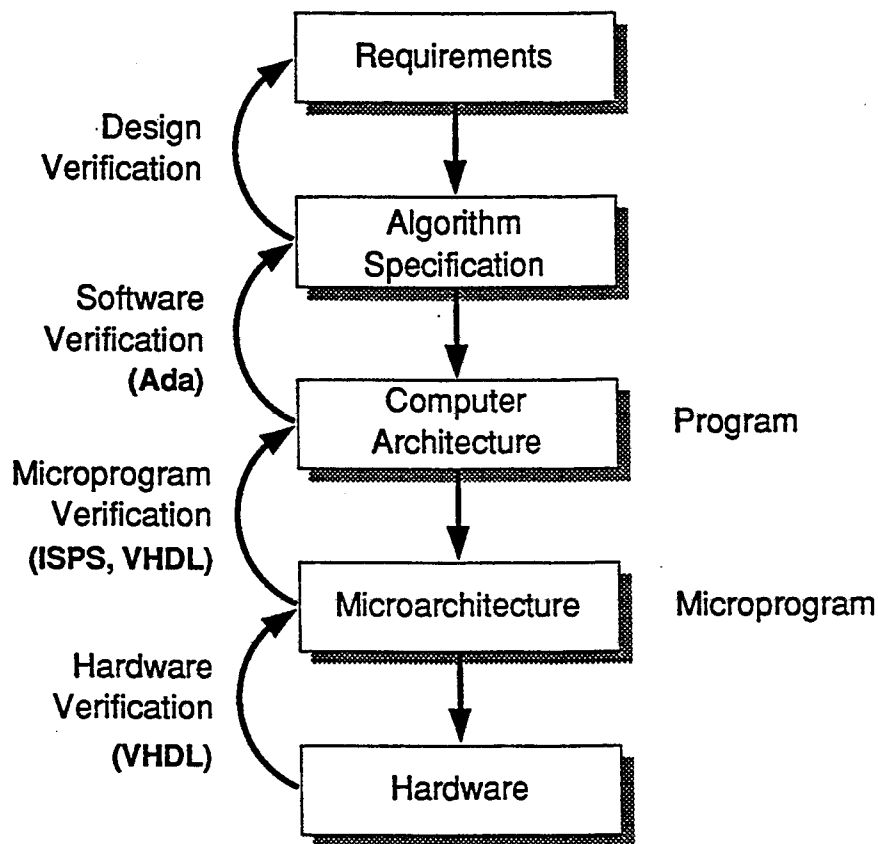 Requirements
Design
Verification
Algorithm
Specification
Software
Verification
(Ada)
Computer
Architecture
Program
Microprogram
Verification
(ISPS, VHDL)
Microarchitecture
Microprogram
Hardware
Verification
(VHDL)
Hardware